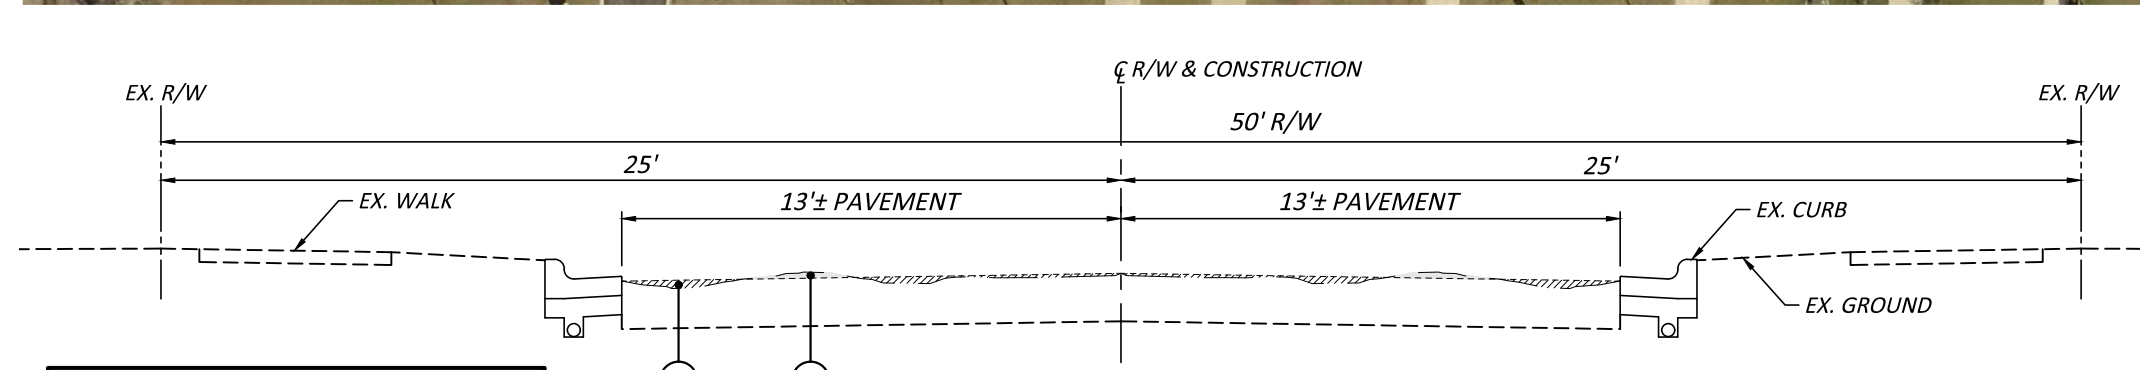 ℄ R/W & CONSTRUCTION
EX. R/W
EX. R/W
50' R/W
25'
25'
EX. WALK
13'± PAVEMENT
13'± PAVEMENT
EX. CURB
EX. GROUND